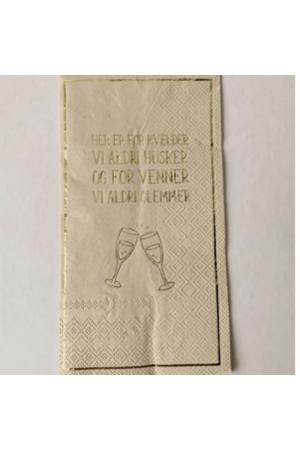 HER ER FOR KVELDER
VI ALDRI HUSKER
OG FOR VENNER
VI ALDRI GLEMMER